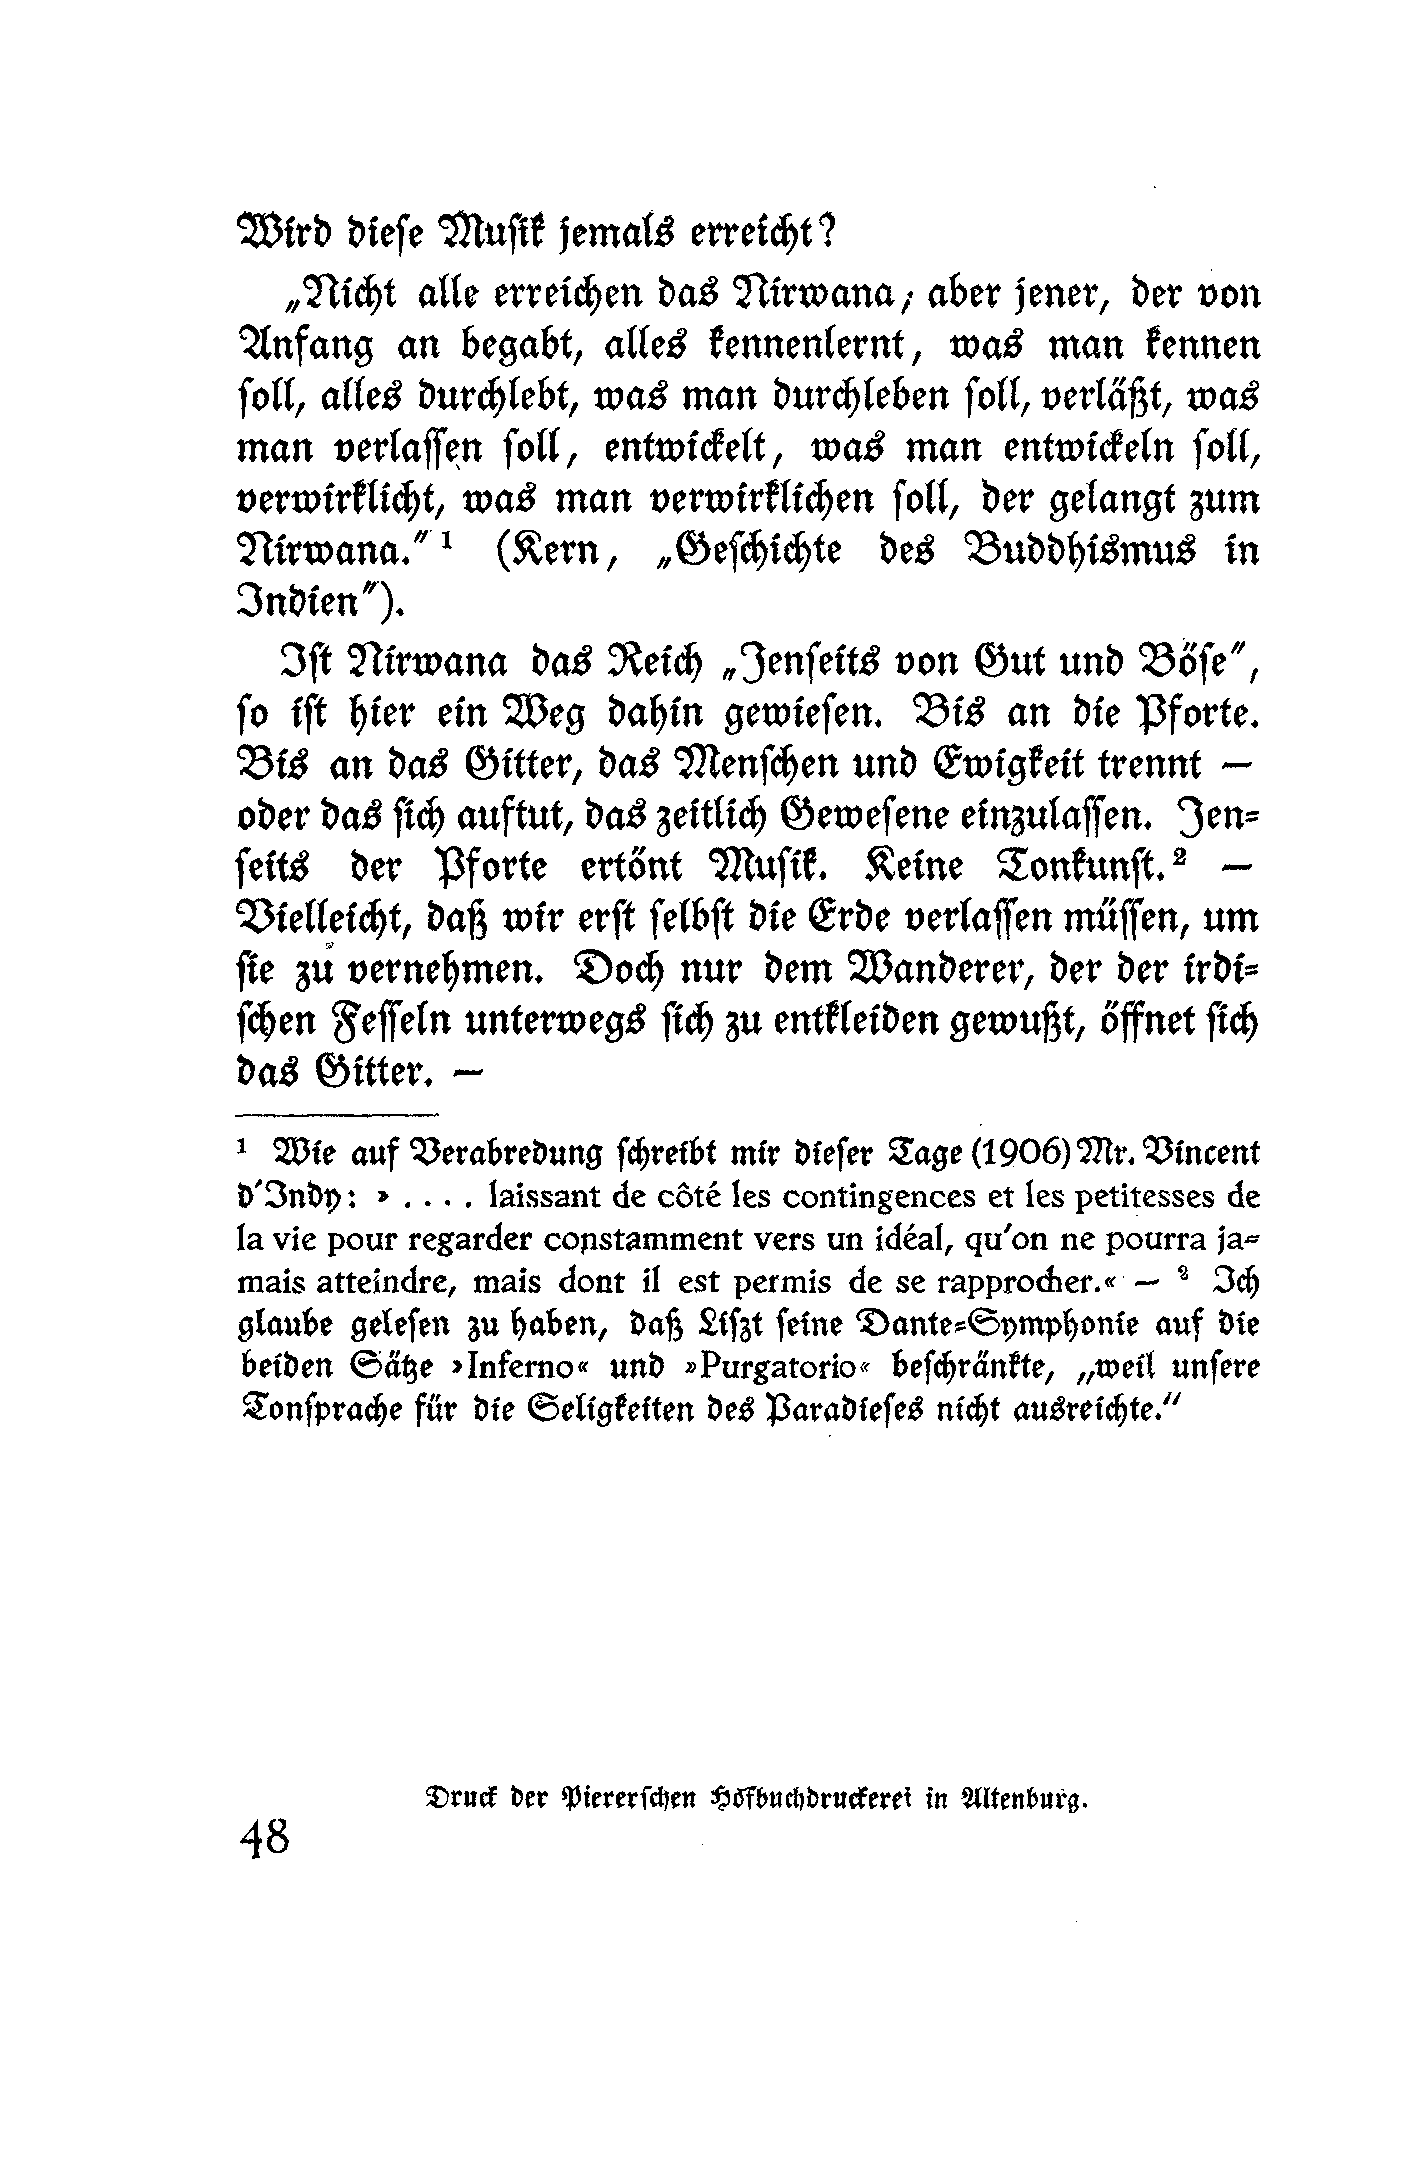 Wird dieſe Muſik jemals erreicht?
„Nicht alle erreichen das Nirwana; aber jener, der von
Anfang an begabt, alles kennenlernt, was man kennen
ſoll, alles durchlebt, was man durchleben ſoll, verläßt, was
man verlaſſen ſoll, entwickelt, was man entwickeln ſoll,
verwirklicht, was man verwirklichen ſoll, der gelangt zum
Nirwana.“¹ (Kern, „Geſchichte des Buddhismus in
Indien“).
Iſt Nirwana das Reich „Jenſeits von Gut und Böſe“,
ſo iſt hier ein Weg dahin gewieſen. Bis an die Pforte.
Bis an das Gitter, das Menſchen und Ewigkeit trennt —
oder das ſich auftut, das zeitlich Geweſene einzulaſſen. Jen-
ſeits der Pforte ertönt Muſik. Keine Tonkunſt.² —
Vielleicht, daß wir erſt ſelbſt die Erde verlaſſen müſſen, um
ſie zu vernehmen. Doch nur dem Wanderer, der der irdi-
ſchen Feſſeln unterwegs ſich zu entkleiden gewußt, öffnet ſich
das Gitter. —
¹ Wie auf Verabredung ſchreibt mir dieſer Tage (1906) Mr. Vincent
d'Indy: » . . . . laissant de côté les contingences et les petitesses de
la vie pour regarder constamment vers un idéal, qu'on ne pourra ja-
mais atteindre, mais dont il est permis de se rapprocher.« — ² Ich
glaube geleſen zu haben, daß Liſzt ſeine Dante-Symphonie auf die
beiden Sätze »Inferno« und »Purgatorio« beſchränkte, „weil unſere
Tonſprache für die Seligkeiten des Paradieſes nicht ausreichte.“
Druck der Piererſchen Hofbuchdruckerei in Altenburg.
48